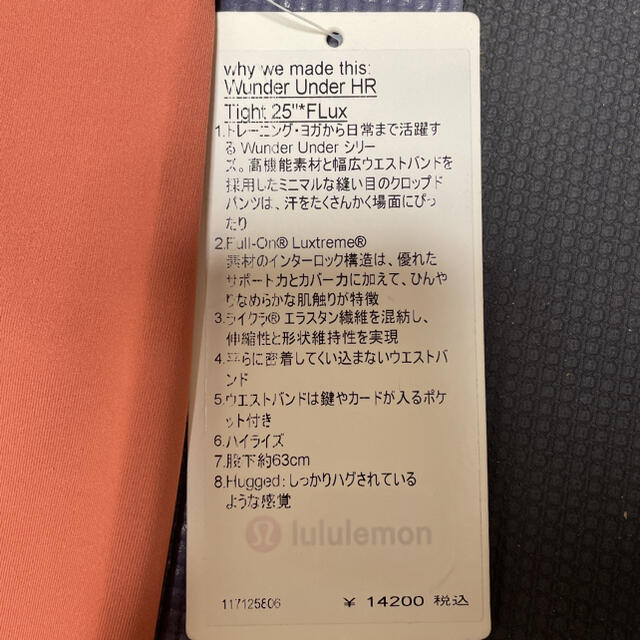 why we made this:
Wunder Under HR
Tight 25"*FLux
1.トレーニング・ヨガから日常まで活躍す
る Wunder Under シリー
ズ。高機能素材と幅広ウエストバンドを
採用したミニマルな縫い目のクロップド
パンツは、汗をたくさんかく場面にぴっ
たり
2.Full-On® Luxtreme®
素材のインターロック構造は、優れた
サポート力とカバー力に加えて、ひんや
りなめらかな肌触りが特徴
3.ライクラ® エラスタン繊維を混紡し、
伸縮性と形状維持性を実現
4.平らに密着してくい込まないウエストバ
ンド
5.ウエストバンドは鍵やカードが入るポケ
ット付き
6.ハイライズ
7.股下約63cm
8.Hugged:しっかりハグされている
ような感覚
lululemon
117125806 ¥ 14200 税込